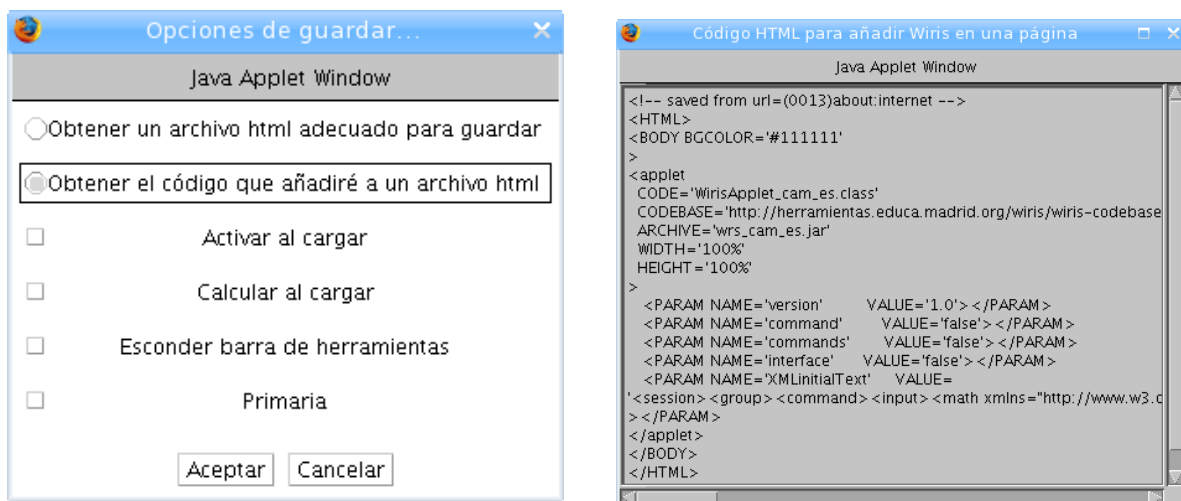 Opciones de guardar...
Java Applet Window
Obtener un archivo html adecuado para guardar
Obtener el código que añadiré a un archivo html
Activar al cargar
Calcular al cargar
Esconder barra de herramientas
Primaria
Aceptar Cancelar
Código HTML para añadir Wiris en una página
Java Applet Window
<!-- saved from url=(0013)about:internet -->
<HTML>
<BODY BGCOLOR='#111111'
>
<applet
CODE='WirisApplet_cam_es.class'
CODEBASE='http://herramientas.educa.madrid.org/wiris/wiris-codebase
ARCHIVE='wrs_cam_es.jar'
WIDTH='100%'
HEIGHT='100%'
>
<PARAM NAME='version' VALUE='1.0'></PARAM>
<PARAM NAME='command' VALUE='false'></PARAM>
<PARAM NAME='commands' VALUE='false'></PARAM>
<PARAM NAME='interface' VALUE='false'></PARAM>
<PARAM NAME='XMLinitialText' VALUE=
'<session><group><command><input><math xmlns="http://www.w3.o
></PARAM>
</applet>
</BODY>
</HTML>